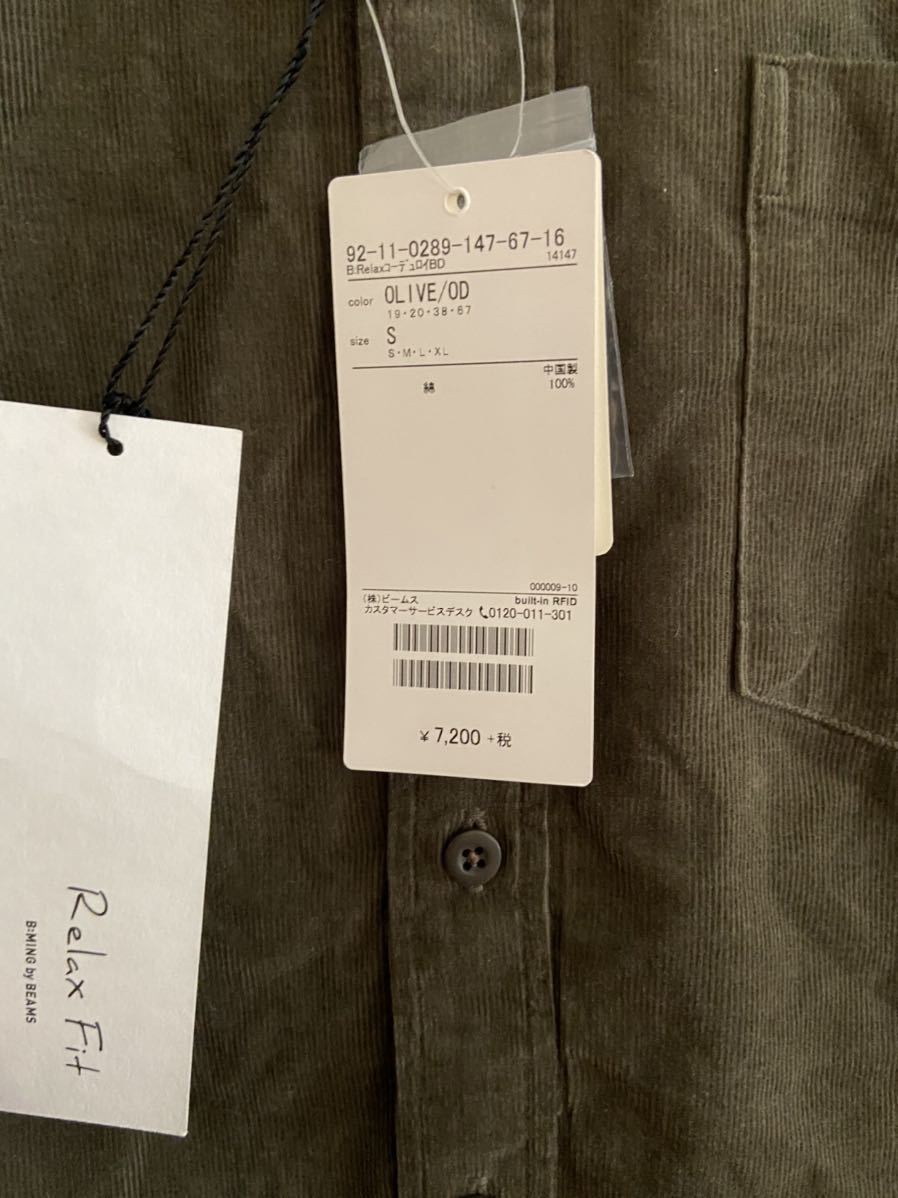 92-11-0289-147-67-16
B:RelaxコーデュロイBD 14147
color OLIVE/OD
19・20・38・67
size S
S・M・L・XL
中国製
綿 100%
000009-10
(株)ビームス built-in RFID
カスタマーサービスデスク 0120-011-301
¥7,200 +税
Relax Fit
B:MING by BEAMS